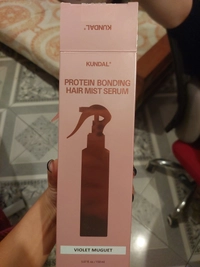 KUNDAL®
KUNDAL®
PROTEIN BONDING
HAIR MIST SERUM
VIOLET MUGUET